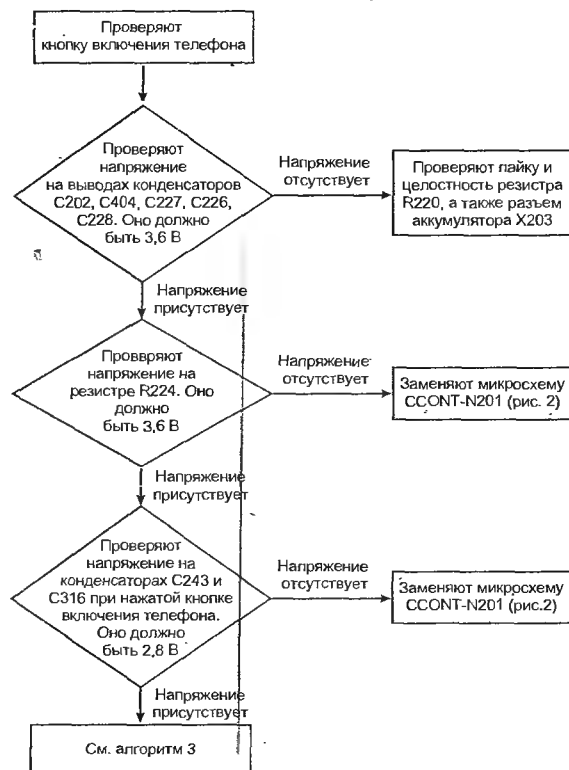 Проверяют
кнопку включения телефона
Проверяют
напряжение
на выводах конденсаторов
С202, С404, С227, С226,
С228. Оно должно
быть 3,6 В
Напряжение
отсутствует
Проверяют пайку и
целостность резистра
R220, а также разъем
аккумулятора Х203
Напряжение
присутствует
Проввряют
напряжение на
резистре R224. Оно
должно
быть 3,6 В
Напряжение
отсутствует
Заменяют микросхему
CCONT-N201 (рис. 2)
Напряжение
присутствует
Проверяют
напряжение на
конденсаторах С243 и
С316 при нажатой кнопке
включения телефона.
Оно должно
быть 2,8 В
Напряжение
отсутствует
Заменяют микросхему
CCONT-N201 (рис.2)
Напряжение
присутствует
См. алгоритм 3